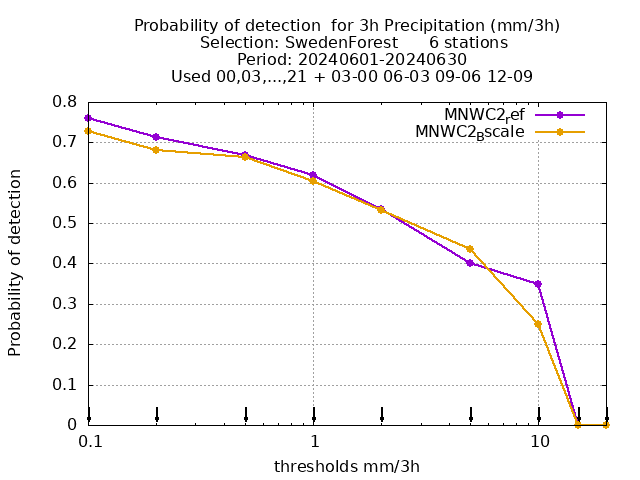 Probability of detection  for 3h Precipitation (mm/3h)
Selection: SwedenForest      6 stations
Period: 20240601-20240630
Used 00,03,...,21 + 03-00 06-03 09-06 12-09
MNWC2ref
MNWC2Bscale
0.8
0.7
0.6
0.5
0.4
0.3
0.2
0.1
0
0.1
1
10
Probability of detection
thresholds mm/3h